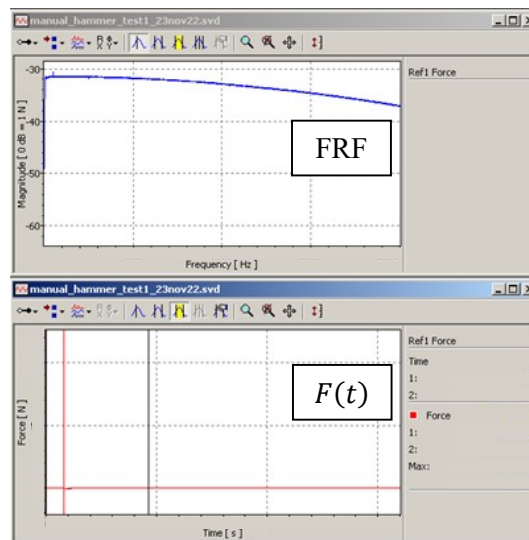 manual_hammer_test1_23nov22.svd
Ref1 Force
Magnitude [ 0 dB = 1 N ]
-30
-40
-50
-60
FRF
Frequency [ Hz ]
manual_hammer_test1_23nov22.svd
Ref1 Force
Time
1:
2:
Force
1:
2:
Max:
Force [ N ]
F(t)
Time [ s ]